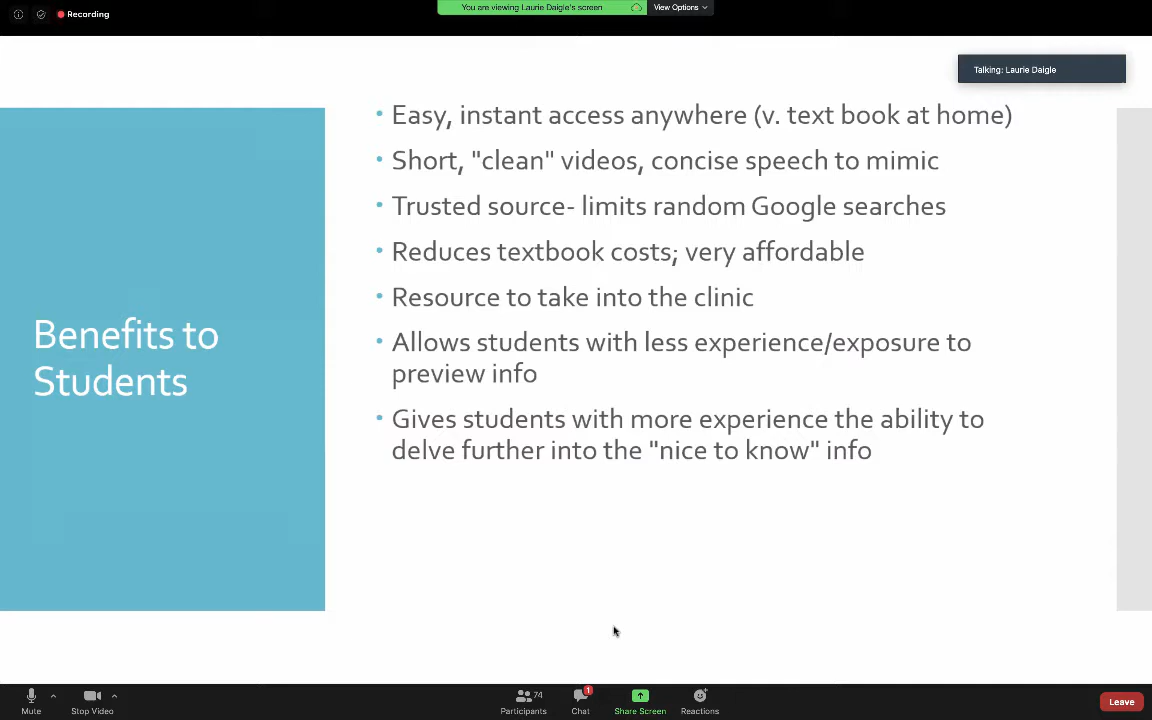 Recording
You are viewing Laurie Daigle's screen
View Options
Talking: Laurie Daigle
Benefits to
Students
• Easy, instant access anywhere (v. text book at home)
• Short, "clean" videos, concise speech to mimic
• Trusted source- limits random Google searches
• Reduces textbook costs; very affordable
• Resource to take into the clinic
• Allows students with less experience/exposure to
preview info
• Gives students with more experience the ability to
delve further into the "nice to know" info
Mute
Stop Video
74
Participants
1
Chat
Share Screen
Reactions
Leave